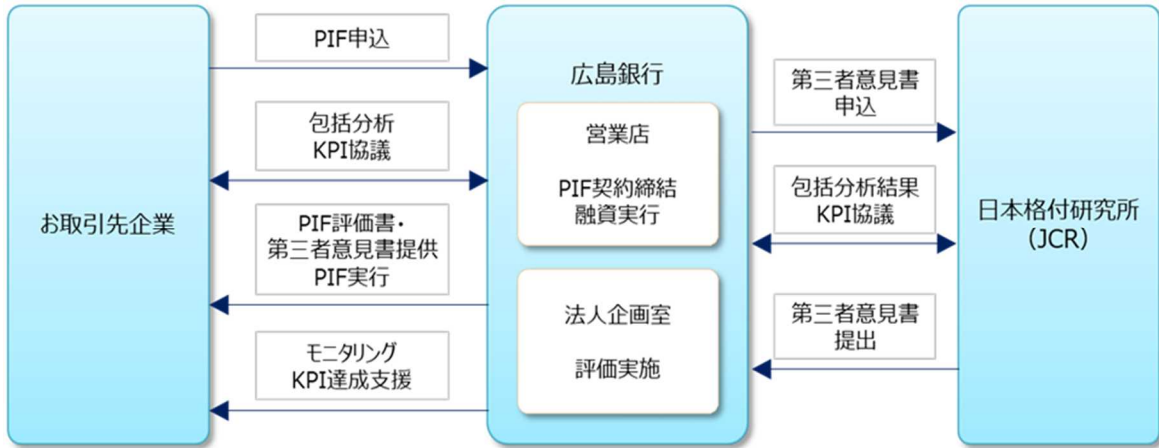 お取引先企業
PIF申込
包括分析
KPI協議
PIF評価書・
第三者意見書提供
PIF実行
モニタリング
KPI達成支援
広島銀行
営業店
PIF契約締結
融資実行
法人企画室
評価実施
第三者意見書
申込
包括分析結果
KPI協議
第三者意見書
提出
日本格付研究所
(JCR)